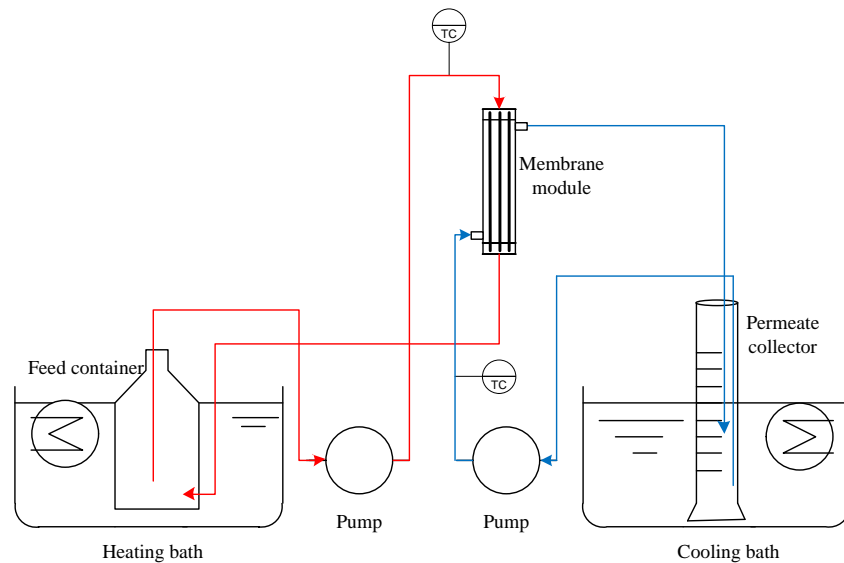 TC
Membrane
module
Permeate
collector
Feed container
TC
Pump
Pump
Heating bath
Cooling bath